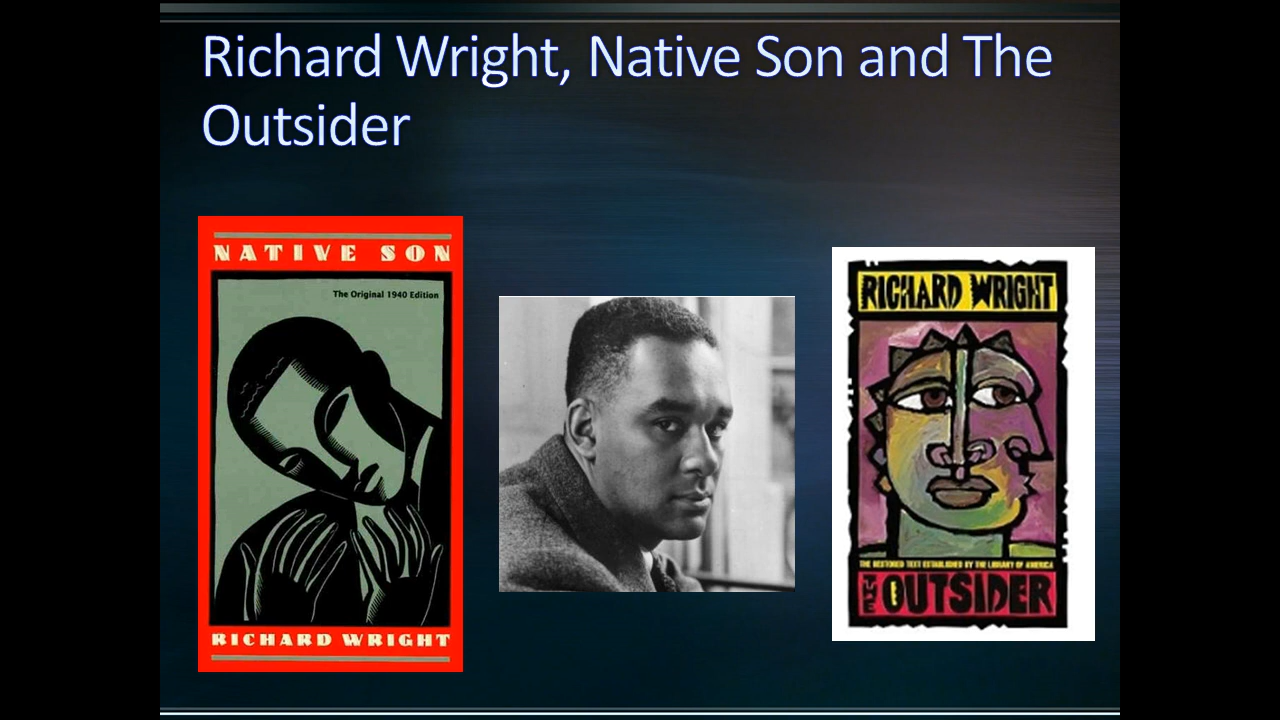 Richard Wright, Native Son and The
Outsider
NATIVE SON
The Original 1940 Edition
RICHARD WRIGHT
RICHARD WRIGHT
THE RESTORED TEXT ESTABLISHED BY THE LIBRARY OF AMERICA
THE OUTSIDER